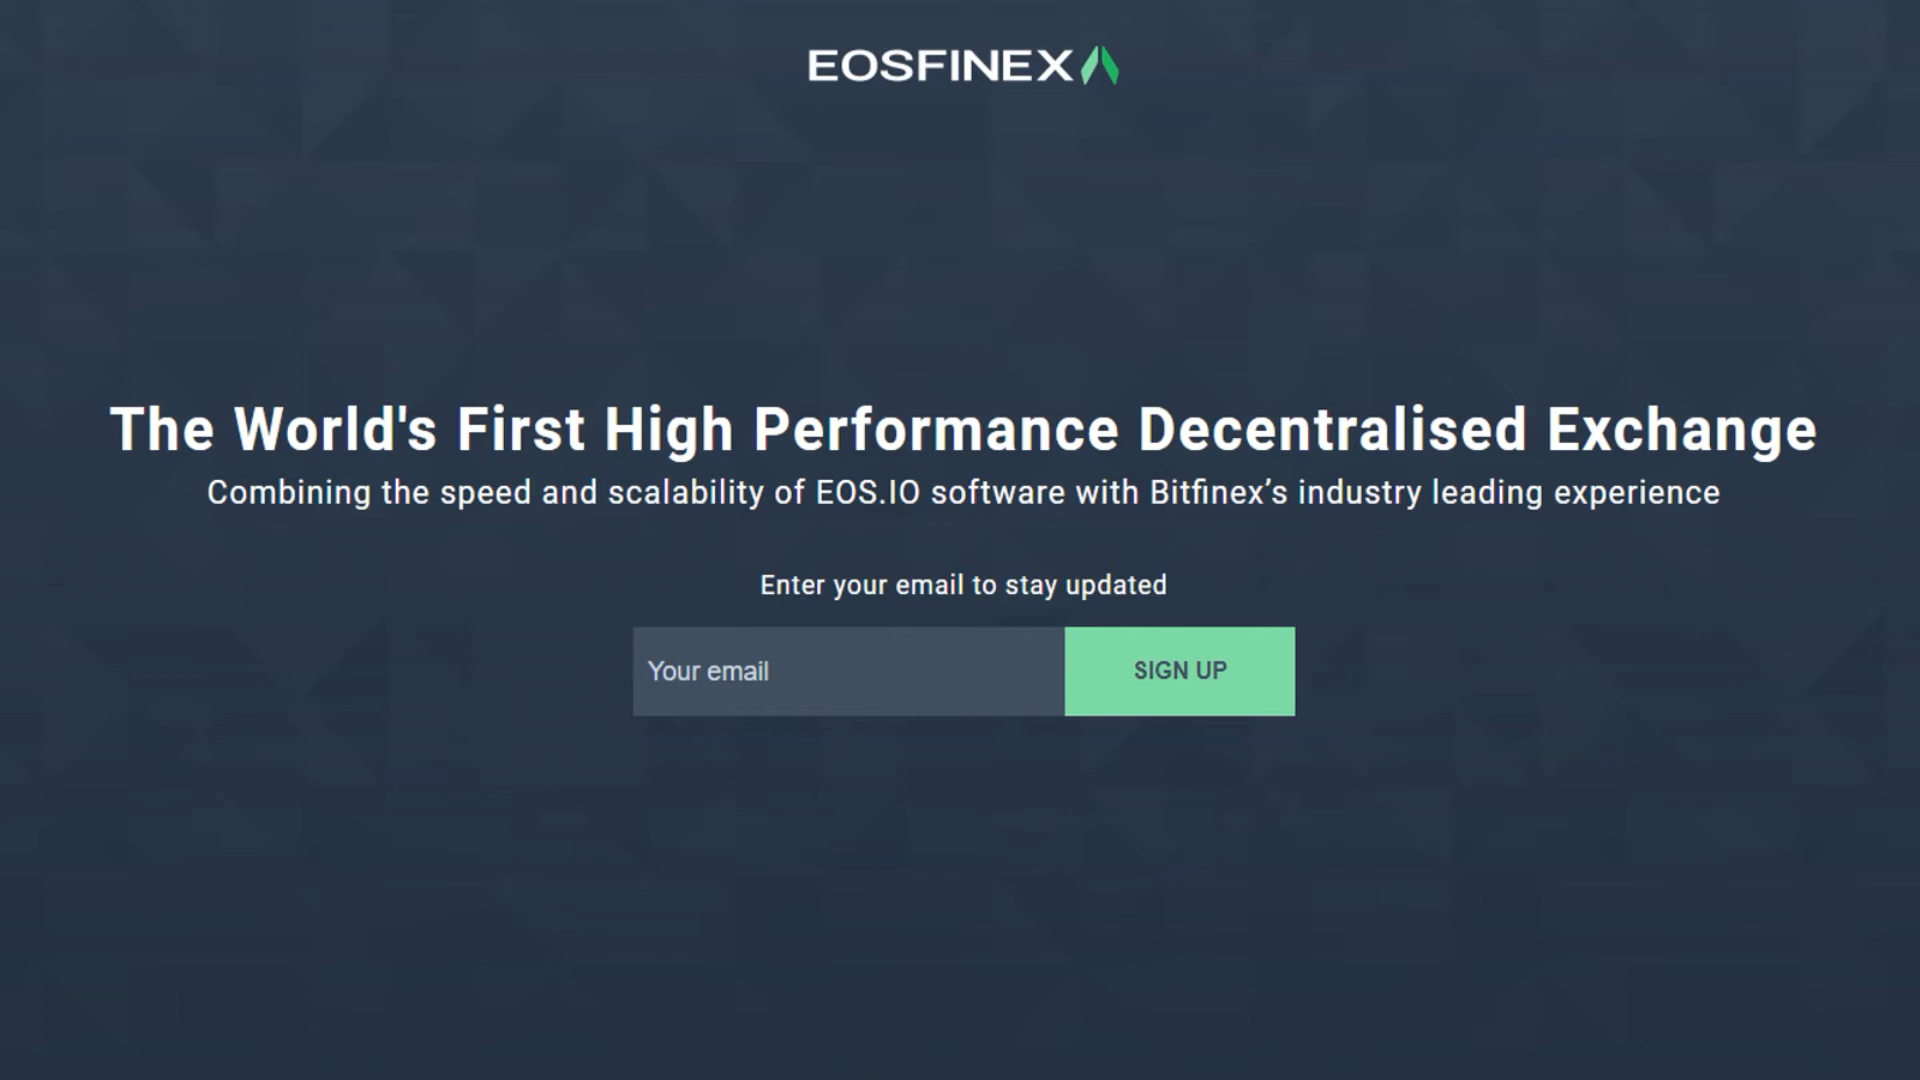 EOSFINEX
The World's First High Performance Decentralised Exchange
Combining the speed and scalability of EOS.IO software with Bitfinex’s industry leading experience
Enter your email to stay updated
Your email
SIGN UP